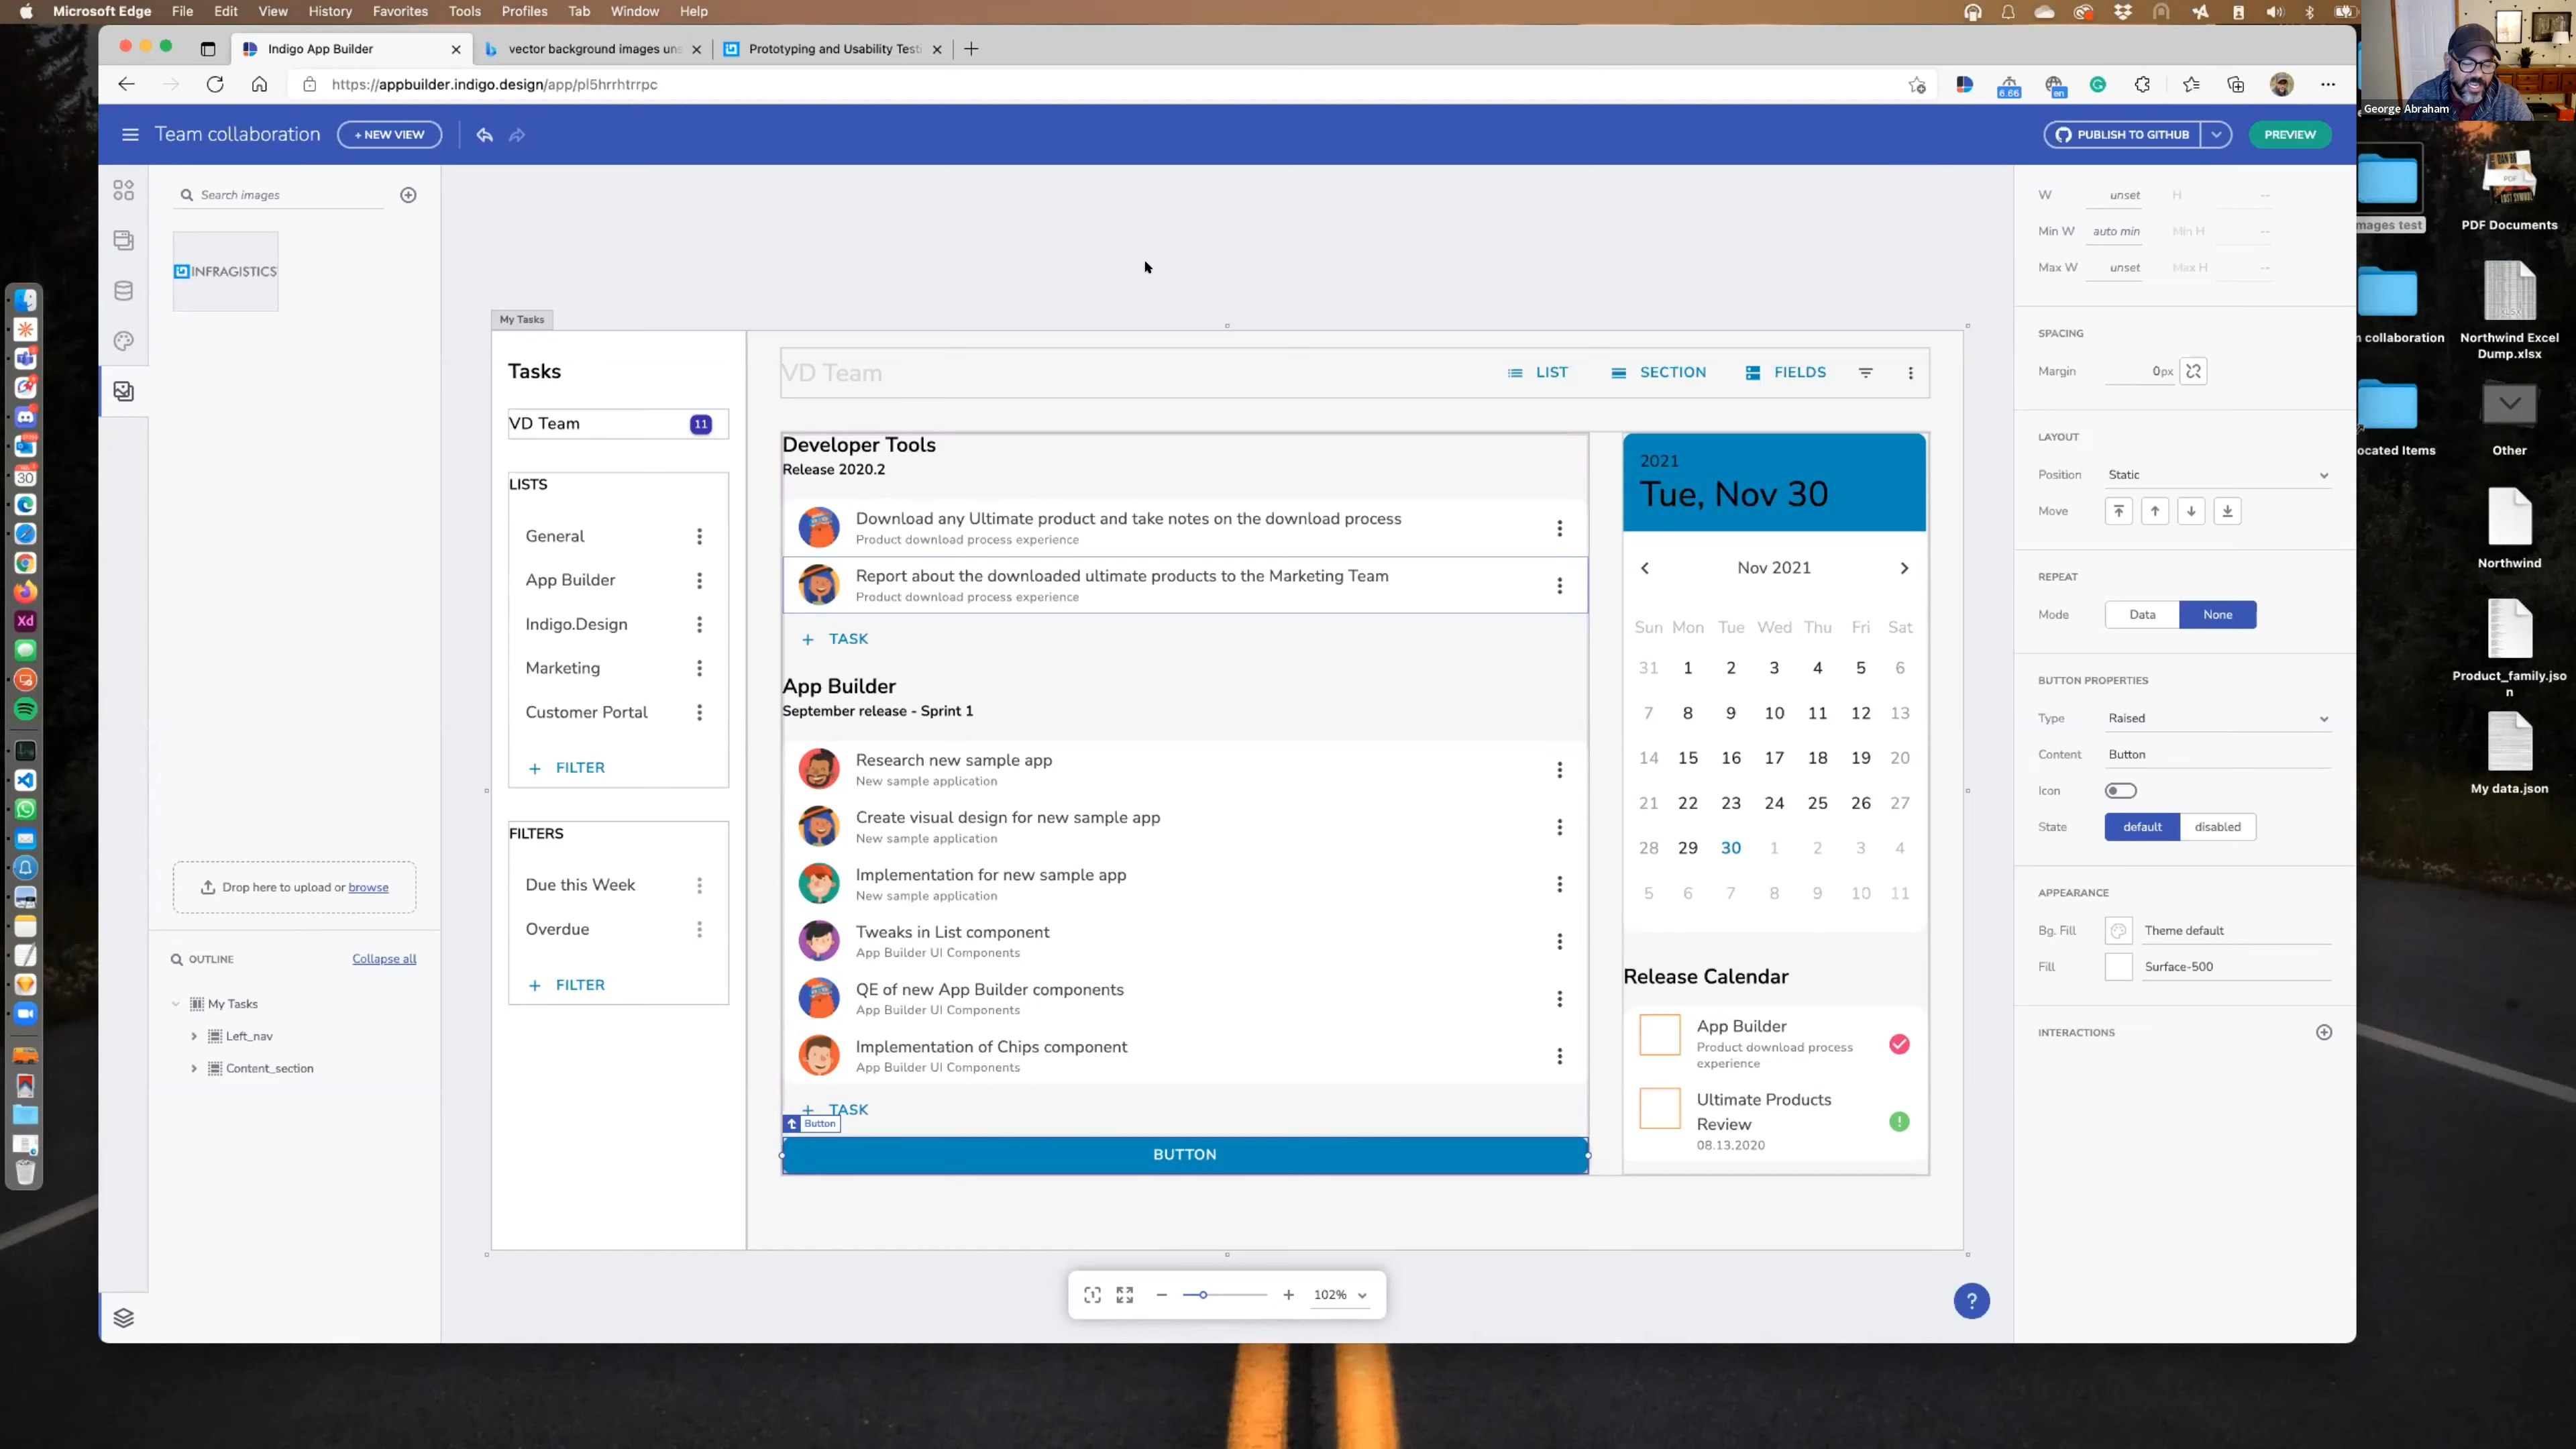 Microsoft Edge File Edit View History Favorites Tools Profiles Tab Window Help
Indigo App Builder
vector background images uns
Prototyping and Usability Testi
https://appbuilder.indigo.design/app/pl5hrrhtrrpc
6.66
en
George Abraham
Team collaboration
+ NEW VIEW
PUBLISH TO GITHUB
PREVIEW
Search images
INFRAGISTICS
Drop here to upload or browse
OUTLINE
Collapse all
My Tasks
Left_nav
Content_section
My Tasks
Tasks
VD Team
11
LISTS
General
App Builder
Indigo.Design
Marketing
Customer Portal
+ FILTER
FILTERS
Due this Week
Overdue
+ FILTER
VD Team
LIST
SECTION
FIELDS
Developer Tools
Release 2020.2
Download any Ultimate product and take notes on the download process
Product download process experience
Report about the downloaded ultimate products to the Marketing Team
Product download process experience
+ TASK
App Builder
September release - Sprint 1
Research new sample app
New sample application
Create visual design for new sample app
New sample application
Implementation for new sample app
New sample application
Tweaks in List component
App Builder UI Components
QE of new App Builder components
App Builder UI Components
Implementation of Chips component
App Builder UI Components
+ TASK
Button
BUTTON
2021
Tue, Nov 30
Nov 2021
Sun Mon Tue Wed Thu Fri Sat
31 1 2 3 4 5 6
7 8 9 10 11 12 13
14 15 16 17 18 19 20
21 22 23 24 25 26 27
28 29 30 1 2 3 4
5 6 7 8 9 10 11
Release Calendar
App Builder
Product download process
experience
Ultimate Products
Review
08.13.2020
102%
?
W unset H --
Min W auto min Min H --
Max W unset Max H --
SPACING
Margin 0px
LAYOUT
Position Static
Move
REPEAT
Mode Data None
BUTTON PROPERTIES
Type Raised
Content Button
Icon
State default disabled
APPEARANCE
Bg. Fill Theme default
Fill Surface-500
INTERACTIONS
mages test
PDF
PDF Documents
n collaboration
XLSX
Northwind Excel
Dump.xlsx
ocated Items
Other
Northwind
Product_family.jso
n
My data.json
30
Xd